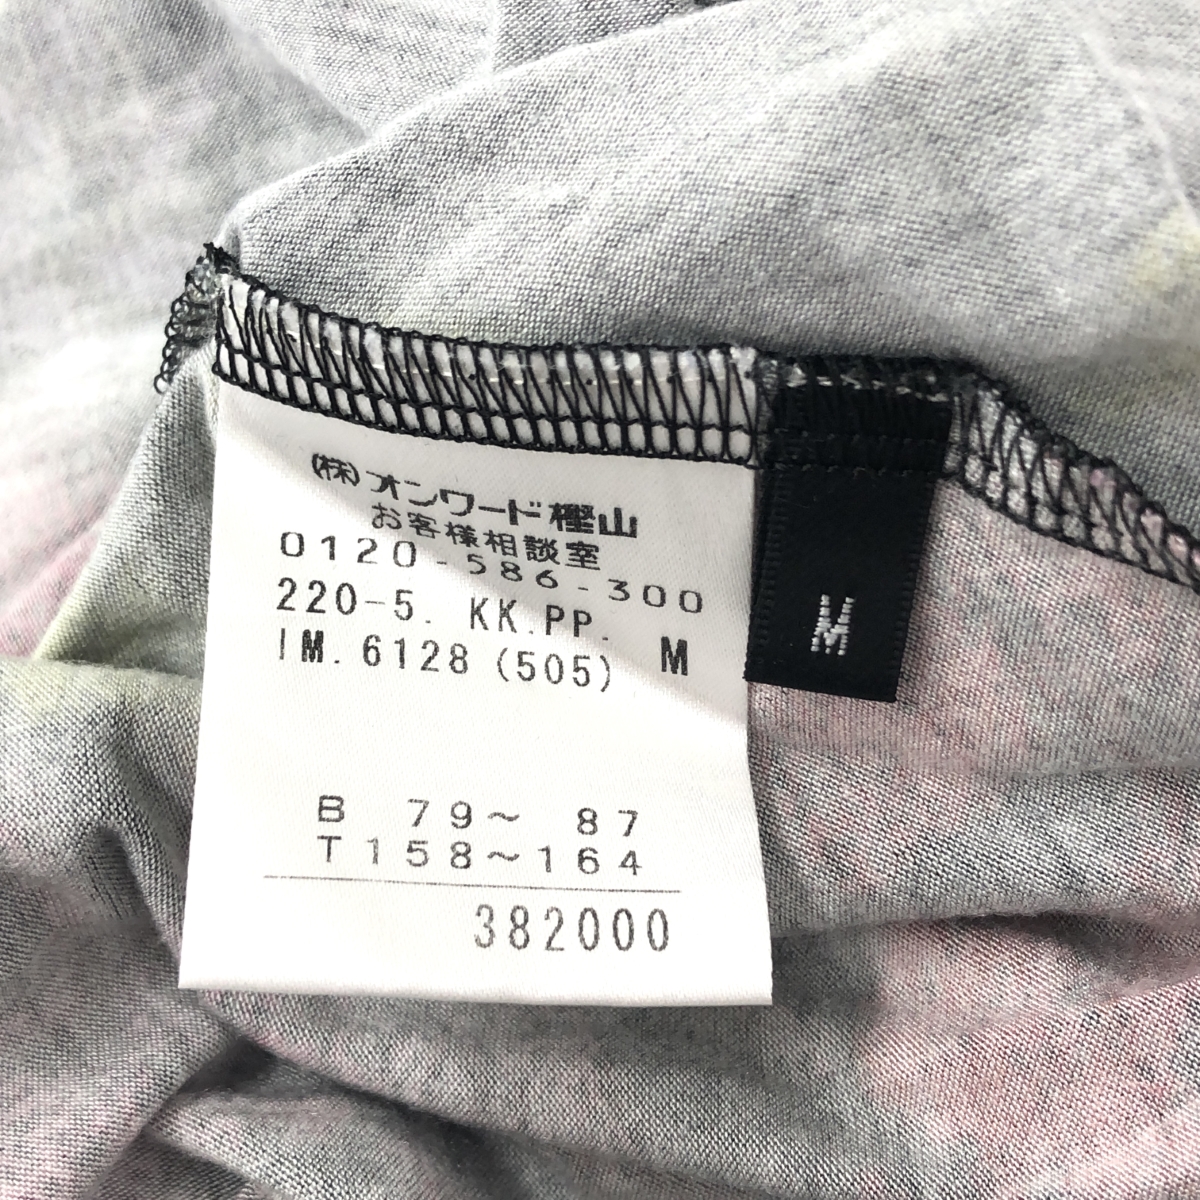 (株)オンワード樫山
お客様相談室
0120-586-300
220-5. KK.PP. M
IM. 6128 (505)
B 79~ 87
T158~164
382000
M